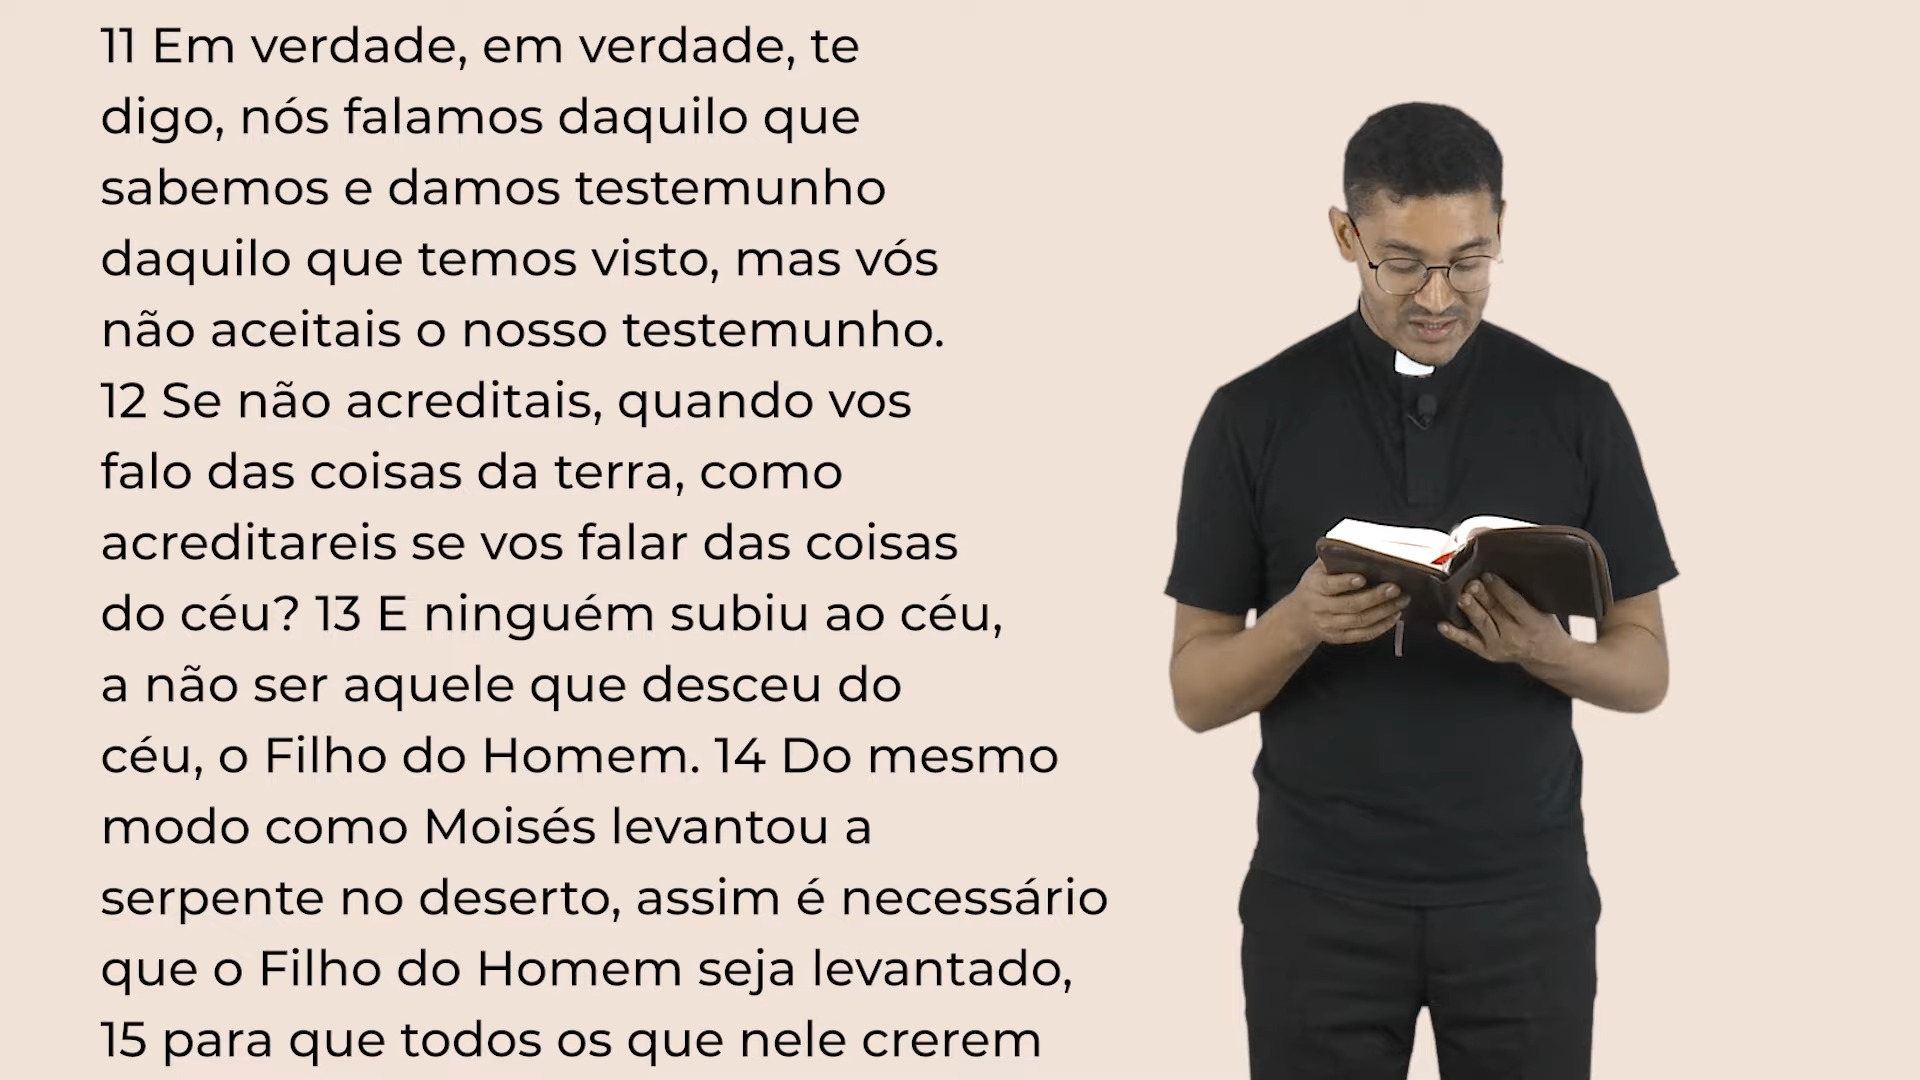 11 Em verdade, em verdade, te
digo, nós falamos daquilo que
sabemos e damos testemunho
daquilo que temos visto, mas vós
não aceitais o nosso testemunho.
12 Se não acreditais, quando vos
falo das coisas da terra, como
acreditareis se vos falar das coisas
do céu? 13 E ninguém subiu ao céu,
a não ser aquele que desceu do
céu, o Filho do Homem. 14 Do mesmo
modo como Moisés levantou a
serpente no deserto, assim é necessário
que o Filho do Homem seja levantado,
15 para que todos os que nele crerem